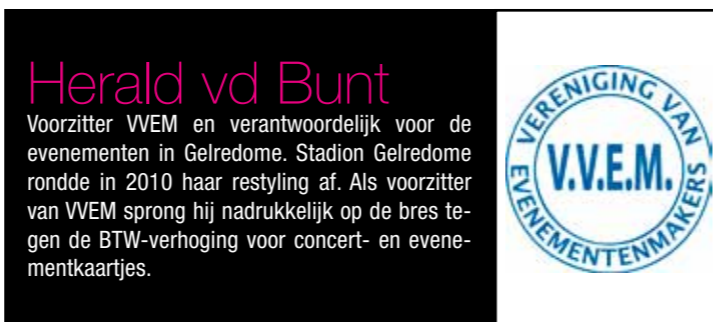 Herald vd Bunt
Voorzitter VVEM en verantwoordelijk voor de
evenementen in Gelredome. Stadion Gelredome
rondde in 2010 haar restyling af. Als voorzitter
van VVEM sprong hij nadrukkelijk op de bres te-
gen de BTW-verhoging voor concert- en evene-
mentkaartjes.
VERENIGING VAN
V.V.E.M.
EVENEMENTENMAKERS